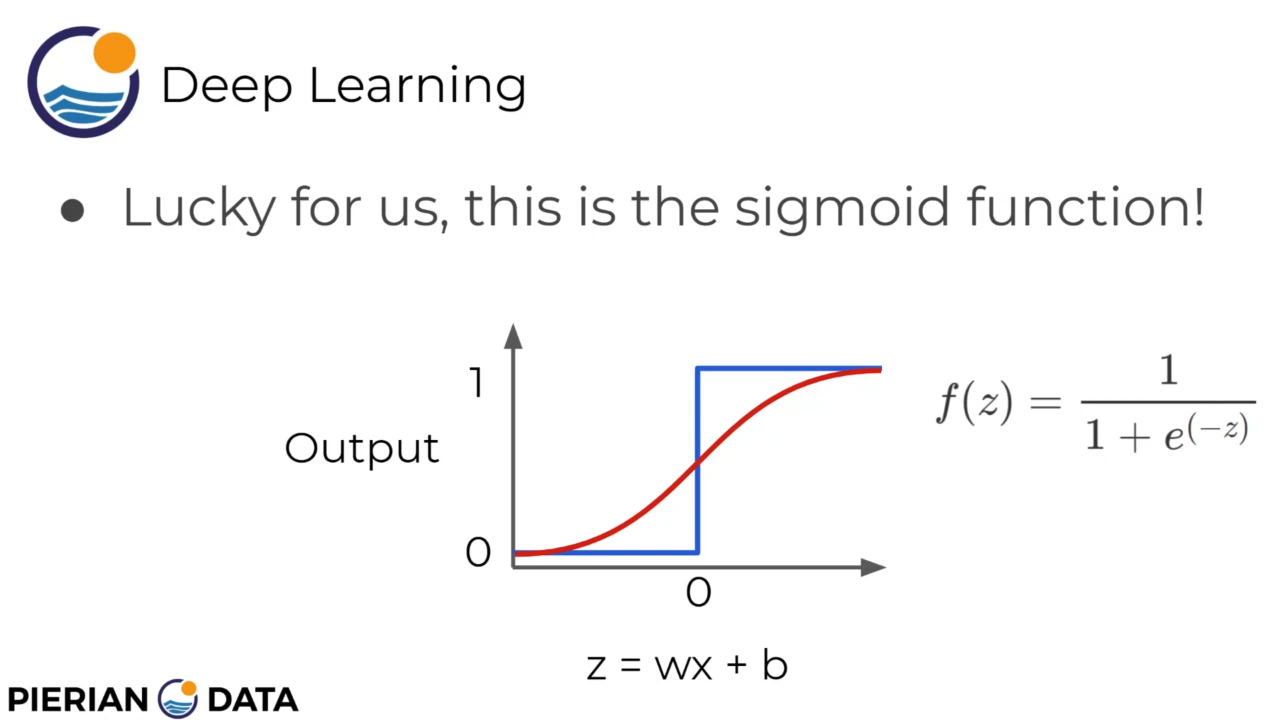 Deep Learning
● Lucky for us, this is the sigmoid function!
1
Output
0
0
z = wx + b
f(z) = 1 / 1 + e^(-z)
PIERIAN DATA